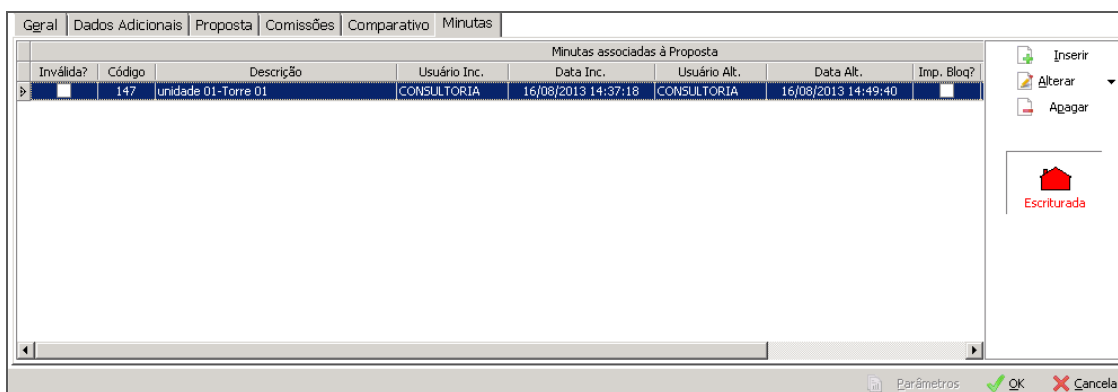 Geral Dados Adicionais Proposta Comissões Comparativo Minutas
Minutas associadas à Proposta
Inválida? Código Descrição Usuário Inc. Data Inc. Usuário Alt. Data Alt. Imp. Bloq?
147 unidade 01-Torre 01 CONSULTORIA 16/08/2013 14:37:18 CONSULTORIA 16/08/2013 14:49:40
Inserir
Alterar
Apagar
Escriturada
Parâmetros OK Cancela